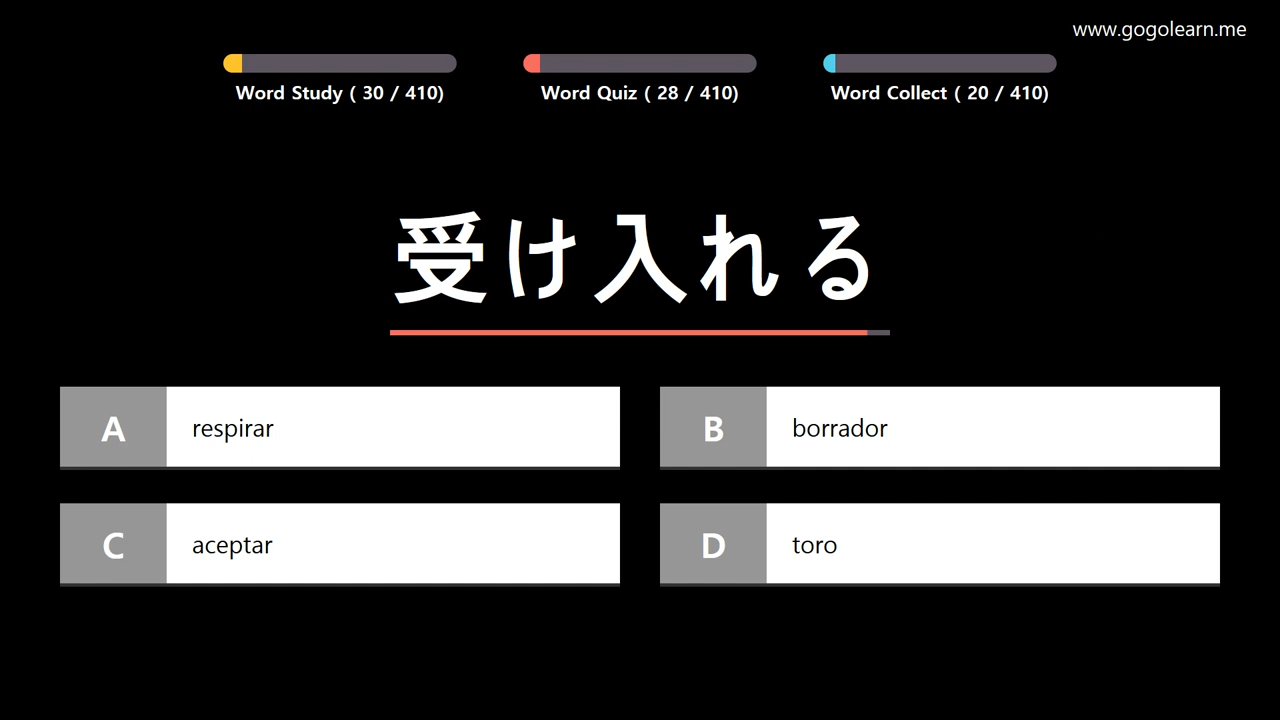 www.gogolearn.me
Word Study ( 30 / 410)
Word Quiz ( 28 / 410)
Word Collect ( 20 / 410)
受け入れる
A respirar
B borrador
C aceptar
D toro